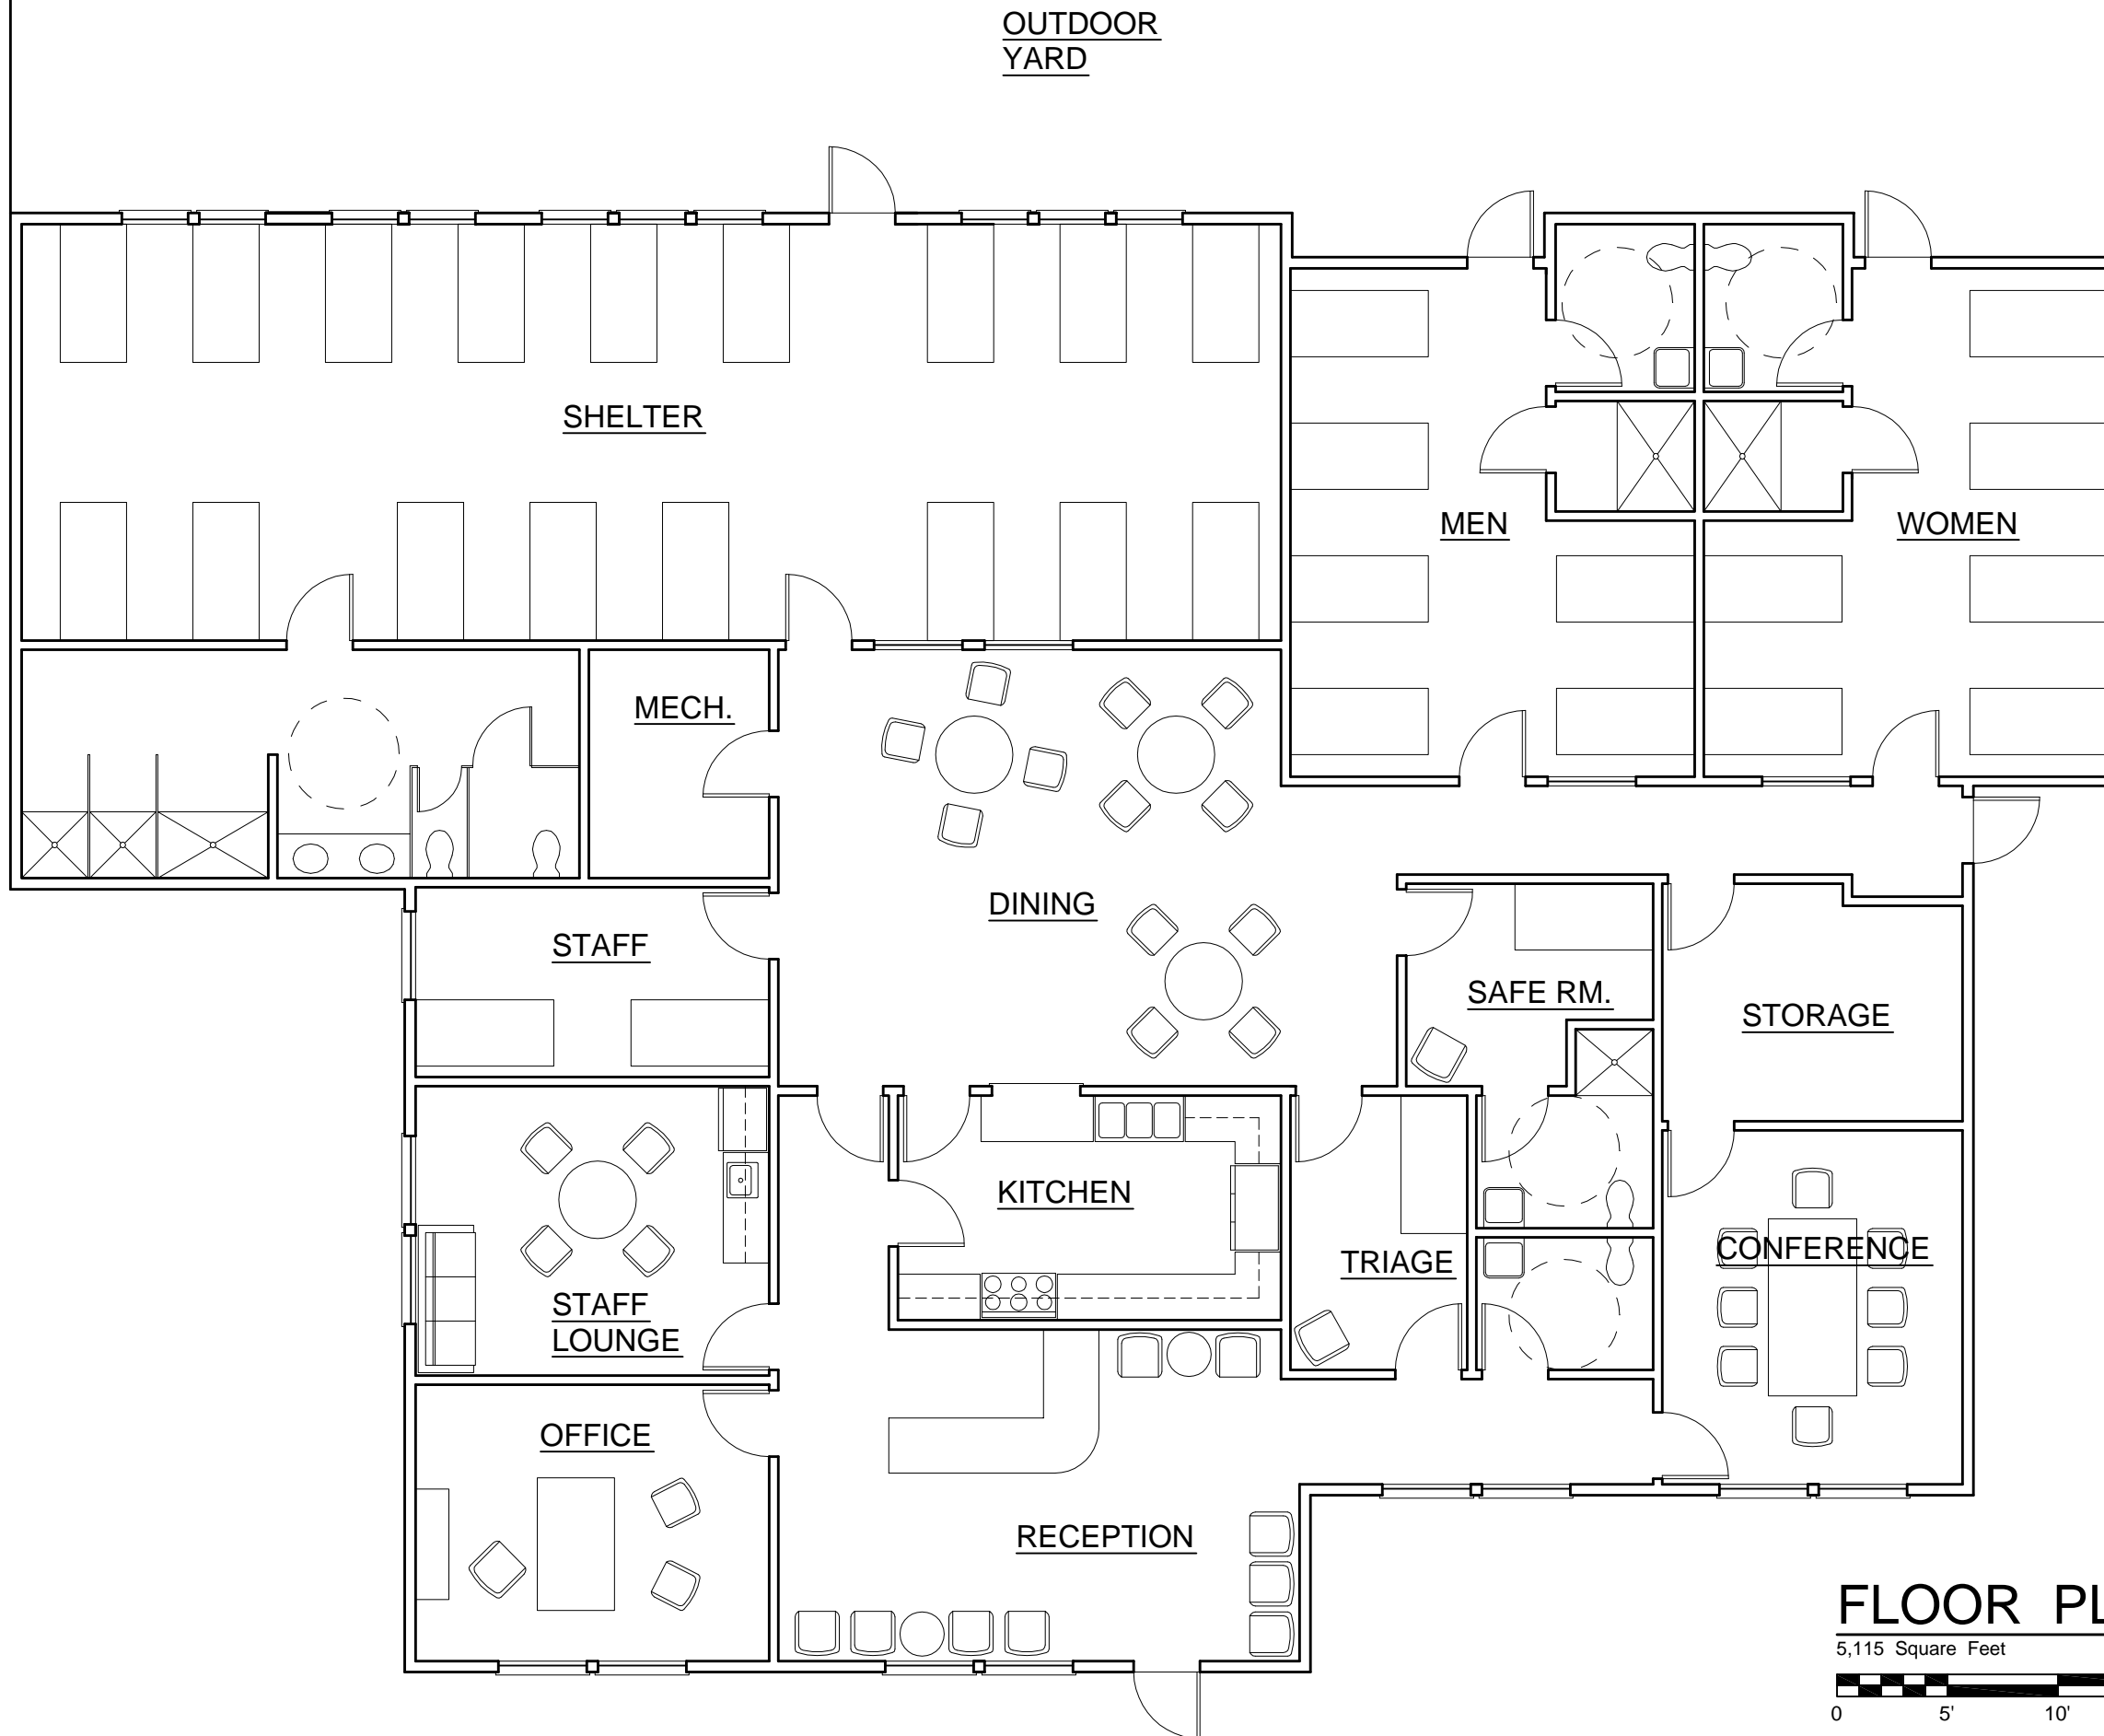 OUTDOOR
YARD
SHELTER
MEN
WOMEN
MECH.
DINING
STAFF
SAFE RM.
STORAGE
KITCHEN
TRIAGE
CONFERENCE
STAFF
LOUNGE
OFFICE
RECEPTION
FLOOR PL
5,115 Square Feet
0 5' 10'